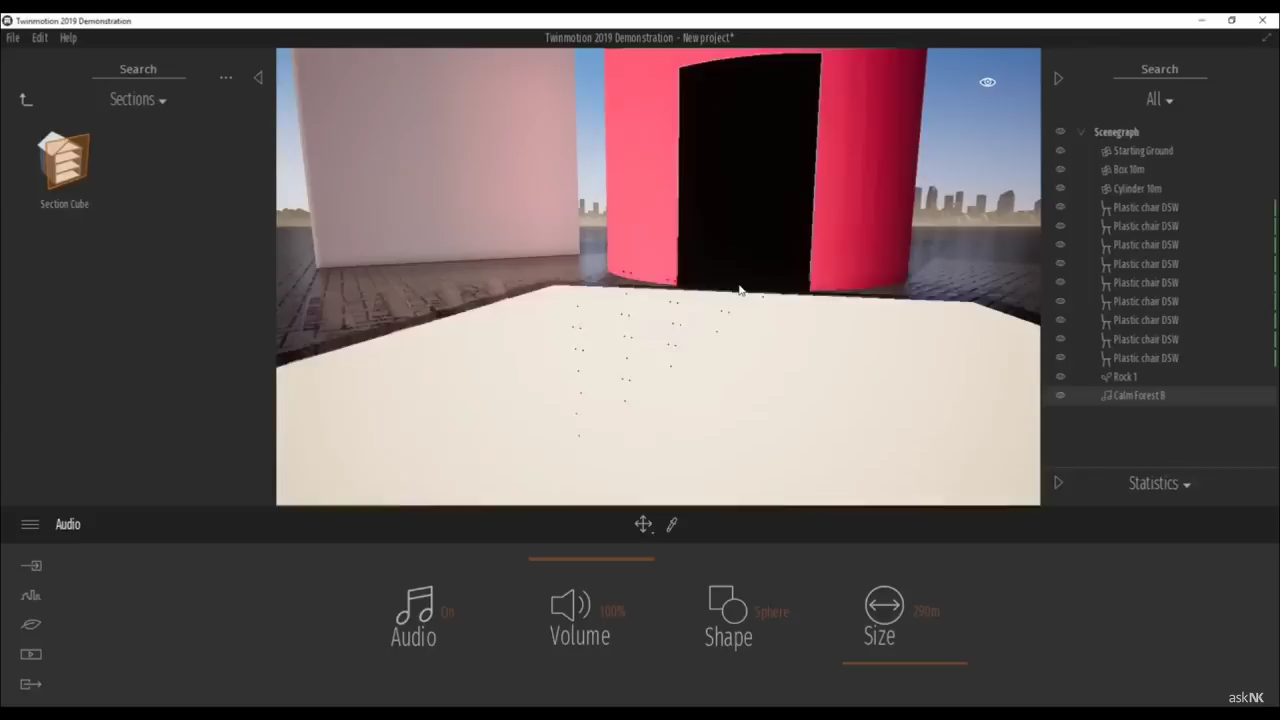 Twinmotion 2019 Demonstration
File Edit Help
Twinmotion 2019 Demonstration - New project*
Search
...
Sections
Section Cube
Search
All
Scenegraph
Starting Ground
Box 10m
Cylinder 10m
Plastic chair DSW
Plastic chair DSW
Plastic chair DSW
Plastic chair DSW
Plastic chair DSW
Plastic chair DSW
Plastic chair DSW
Plastic chair DSW
Plastic chair DSW
Rock 1
Calm Forest B
Statistics
Audio
Audio On
Volume 100%
Shape Sphere
Size 290m
askNK